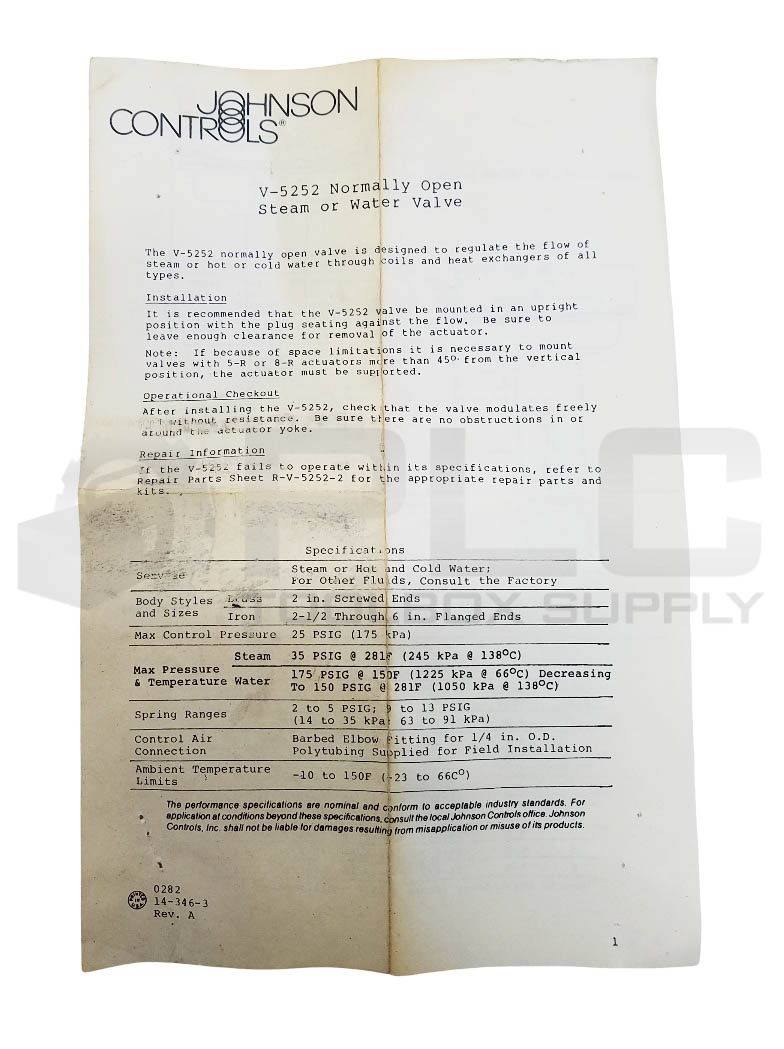 JOHNSON
CONTROLS®
V-5252 Normally Open
Steam or Water Valve
The V-5252 normally open valve is designed to regulate the flow of
steam or hot or cold water through coils and heat exchangers of all
types.
Installation
It is recommended that the V-5252 valve be mounted in an upright
position with the plug seating against the flow. Be sure to
leave enough clearance for removal of the actuator.
Note: If because of space limitations it is necessary to mount
valves with 5-R or 8-R actuators more than 45° from the vertical
position, the actuator must be supported.
Operational Checkout
After installing the V-5252, check that the valve modulates freely
and without resistance. Be sure there are no obstructions in or
around the actuator yoke.
Repair Information
If the V-5252 fails to operate within its specifications, refer to
Repair Parts Sheet R-V-5252-2 for the appropriate repair parts and
kits.
PLC
TOOLBOX SUPPLY
Specifications
Service Steam or Hot and Cold Water;
For Other Fluids, Consult the Factory
Body Styles Brass 2 in. Screwed Ends
and Sizes Iron 2-1/2 Through 6 in. Flanged Ends
Max Control Pressure 25 PSIG (175 kPa)
Steam 35 PSIG @ 281F (245 kPa @ 138°C)
Max Pressure
& Temperature Water 175 PSIG @ 150F (1225 kPa @ 66°C) Decreasing
To 150 PSIG @ 281F (1050 kPa @ 138°C)
Spring Ranges 2 to 5 PSIG; 9 to 13 PSIG
(14 to 35 kPa; 63 to 91 kPa)
Control Air Barbed Elbow Fitting for 1/4 in. O.D.
Connection Polytubing Supplied for Field Installation
Ambient Temperature
Limits -10 to 150F (-23 to 66C°)
The performance specifications are nominal and conform to acceptable industry standards. For
application at conditions beyond these specifications, consult the local Johnson Controls office. Johnson
Controls, Inc. shall not be liable for damages resulting from misapplication or misuse of its products.
0282
14-346-3
Rev. A
1